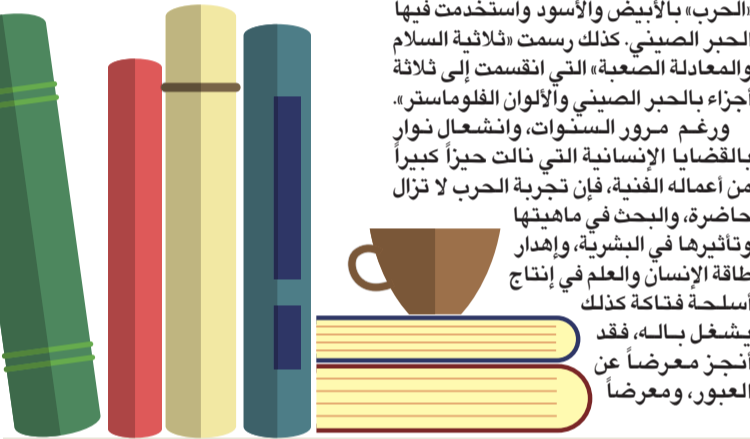 «الحرب» بالأبيض والأسود واستخدمت فيها
الحبر الصيني. كذلك رسمت «ثلاثية السلام
والمعادلة الصعبة» التي انقسمت إلى ثلاثة
أجزاء بالحبر الصيني والألوان الفلوماستر».
ورغم مرور السنوات، وانشعال نوار
بالقضايا الإنسانية التي نالت حيزاً كبيراً
من أعماله الفنية، فإن تجربة الحرب لا تزال
حاضرة، والبحث في ماهيتها
وتأثيرها في البشرية، وإهدار
طاقة الإنسان والعلم في إنتاج
أسلحة فتاكة كذلك
يشغل باله، فقد
أنجز معرضاً عن
العبور، ومعرضاً